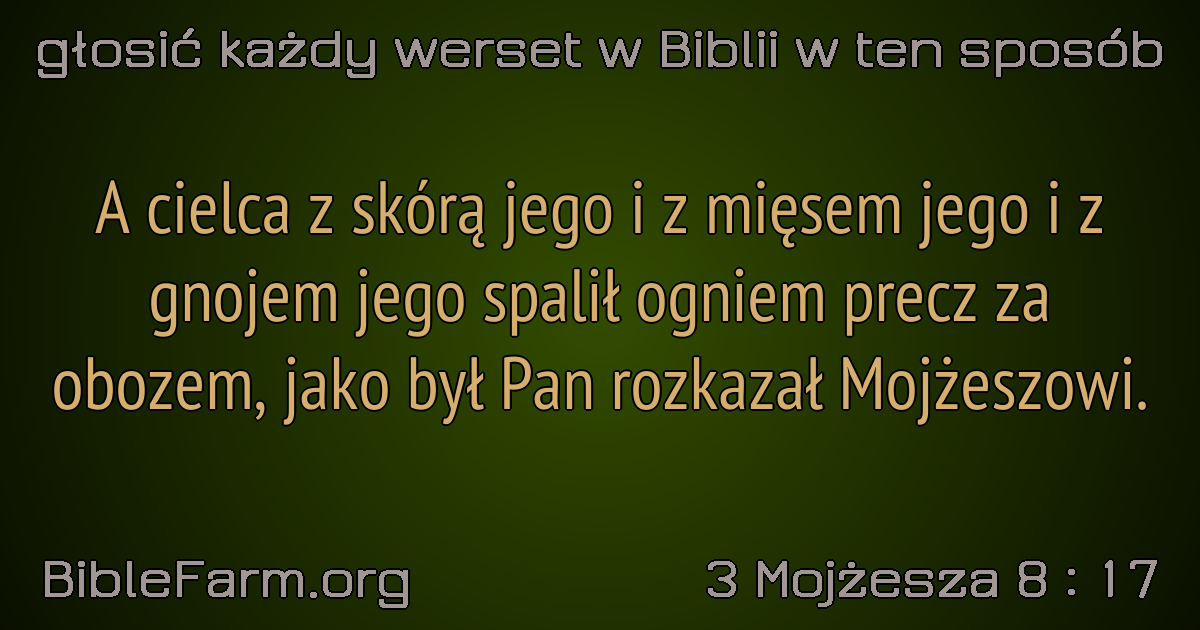 głosić każdy werset w Biblii w ten sposób
A cielca z skórą jego i z mięsem jego i z
gnojem jego spalił ogniem precz za
obozem, jako był Pan rozkazał Mojżeszowi.
BibleFarm.org
3 Mojżesza 8 : 17